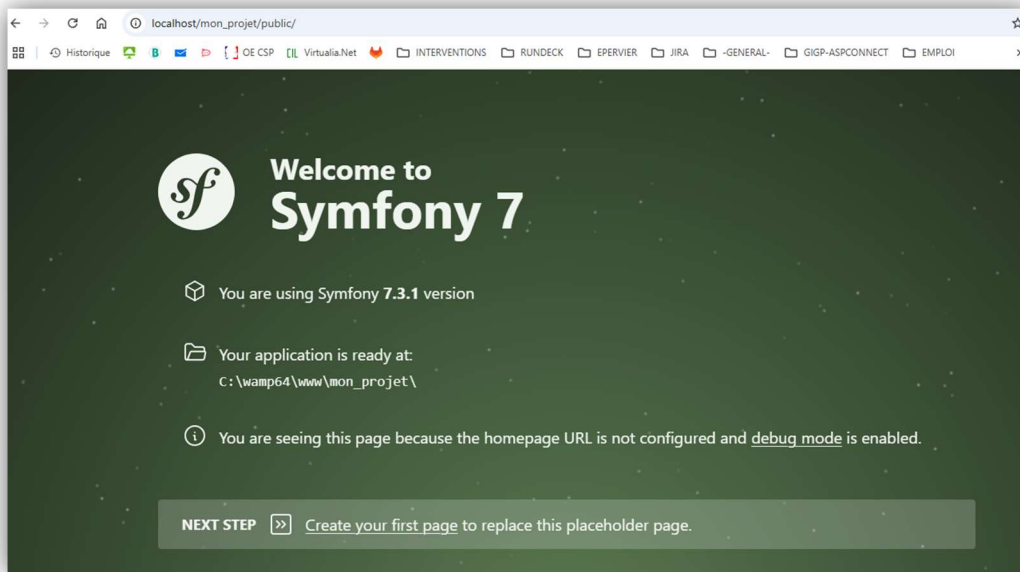 localhost/mon_projet/public/
Historique B OE CSP Virtualia.Net INTERVENTIONS RUNDECK EPERVIER JIRA -GENERAL- GIGP-ASPCONNECT EMPLOI
sf
Welcome to
Symfony 7
You are using Symfony 7.3.1 version
Your application is ready at:
C:\wamp64\www\mon_projet\
You are seeing this page because the homepage URL is not configured and debug mode is enabled.
NEXT STEP Create your first page to replace this placeholder page.